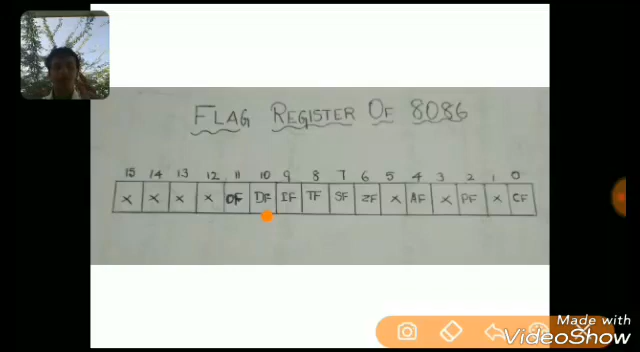 FLAG REGISTER OF 8086
15 14 13 12 11 10 9 8 7 6 5 4 3 2 1 0
X X X X OF DF IF TF SF ZF X AF X PF X CF
Made with
VideoShow